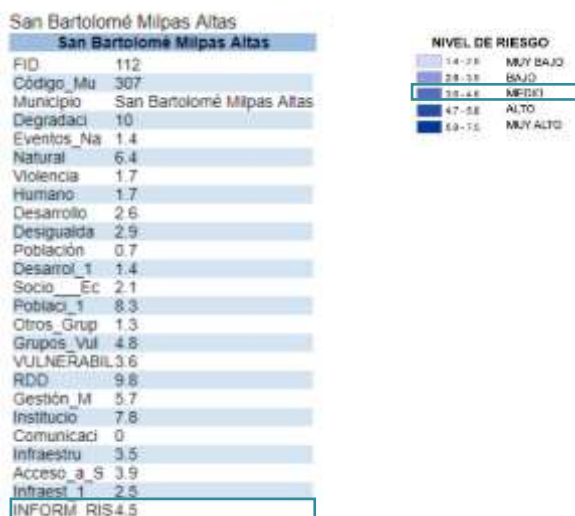 San Bartolomé Milpas Altas
San Bartolomé Milpas Altas
FID 112
Código_Mu 307
Municipio San Bartolomé Milpas Altas
Degradaci 10
Eventos_Na 1.4
Natural 6.4
Violencia 1.7
Humano 1.7
Desarrollo 2.6
Desigualda 2.9
Población 0.7
Desarrol_1 1.4
Socio___Ec 2.1
Poblaci_1 8.3
Otros_Grup 1.3
Grupos_Vul 4.8
VULNERABIL 3.6
RDD 9.8
Gestión_M 5.7
Institucio 7.8
Comunicaci 0
Infraestru 3.5
Acceso_a_S 3.9
Infraest_1 2.5
INFORM_RIS 4.5
NIVEL DE RIESGO
MUY BAJO
BAJO
MEDIO
ALTO
MUY ALTO